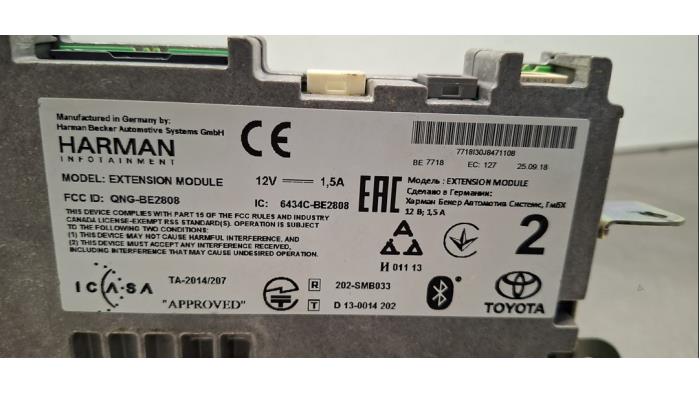 Manufactured in Germany by:
Harman Becker Automotive Systems GmbH
HARMAN
INFOTAINMENT
MODEL: EXTENSION MODULE 12V 1,5A
FCC ID: QNG-BE2808 IC: 6434C-BE2808
THIS DEVICE COMPLIES WITH PART 15 OF THE FCC RULES AND INDUSTRY
CANADA LICENSE-EXEMPT RSS STANDARD(S). OPERATION IS SUBJECT TO
THE FOLLOWING TWO CONDITIONS:
(1) THIS DEVICE MAY NOT CAUSE HARMFUL INTERFERENCE, AND
(2) THIS DEVICE MUST ACCEPT ANY INTERFERENCE RECEIVED,
INCLUDING INTERFERENCE THAT MAY CAUSE UNDESIRED OPERATION.
ICASA
TA-2014/207
"APPROVED"
CE
7718I30J8471108
BE 7718 EC: 127 25.09.18
EAC
Модель : EXTENSION MODULE
Сделано в Германии:
Харман Бекер Автомотив Системс, ГмбХ
12 В; 1,5 А
И 011 13
2
R 202-SMB033
T D 13-0014 202
TOYOTA